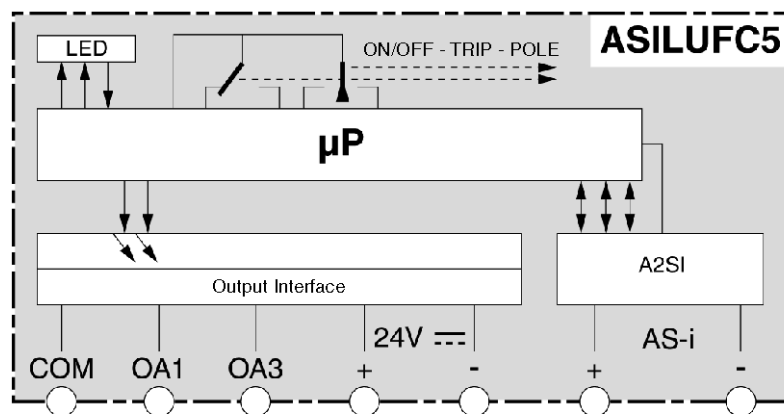 ASILUFC5
LED
ON/OFF - TRIP - POLE
µP
A2SI
Output Interface
24V
AS-i
COM OA1 OA3 + - + -